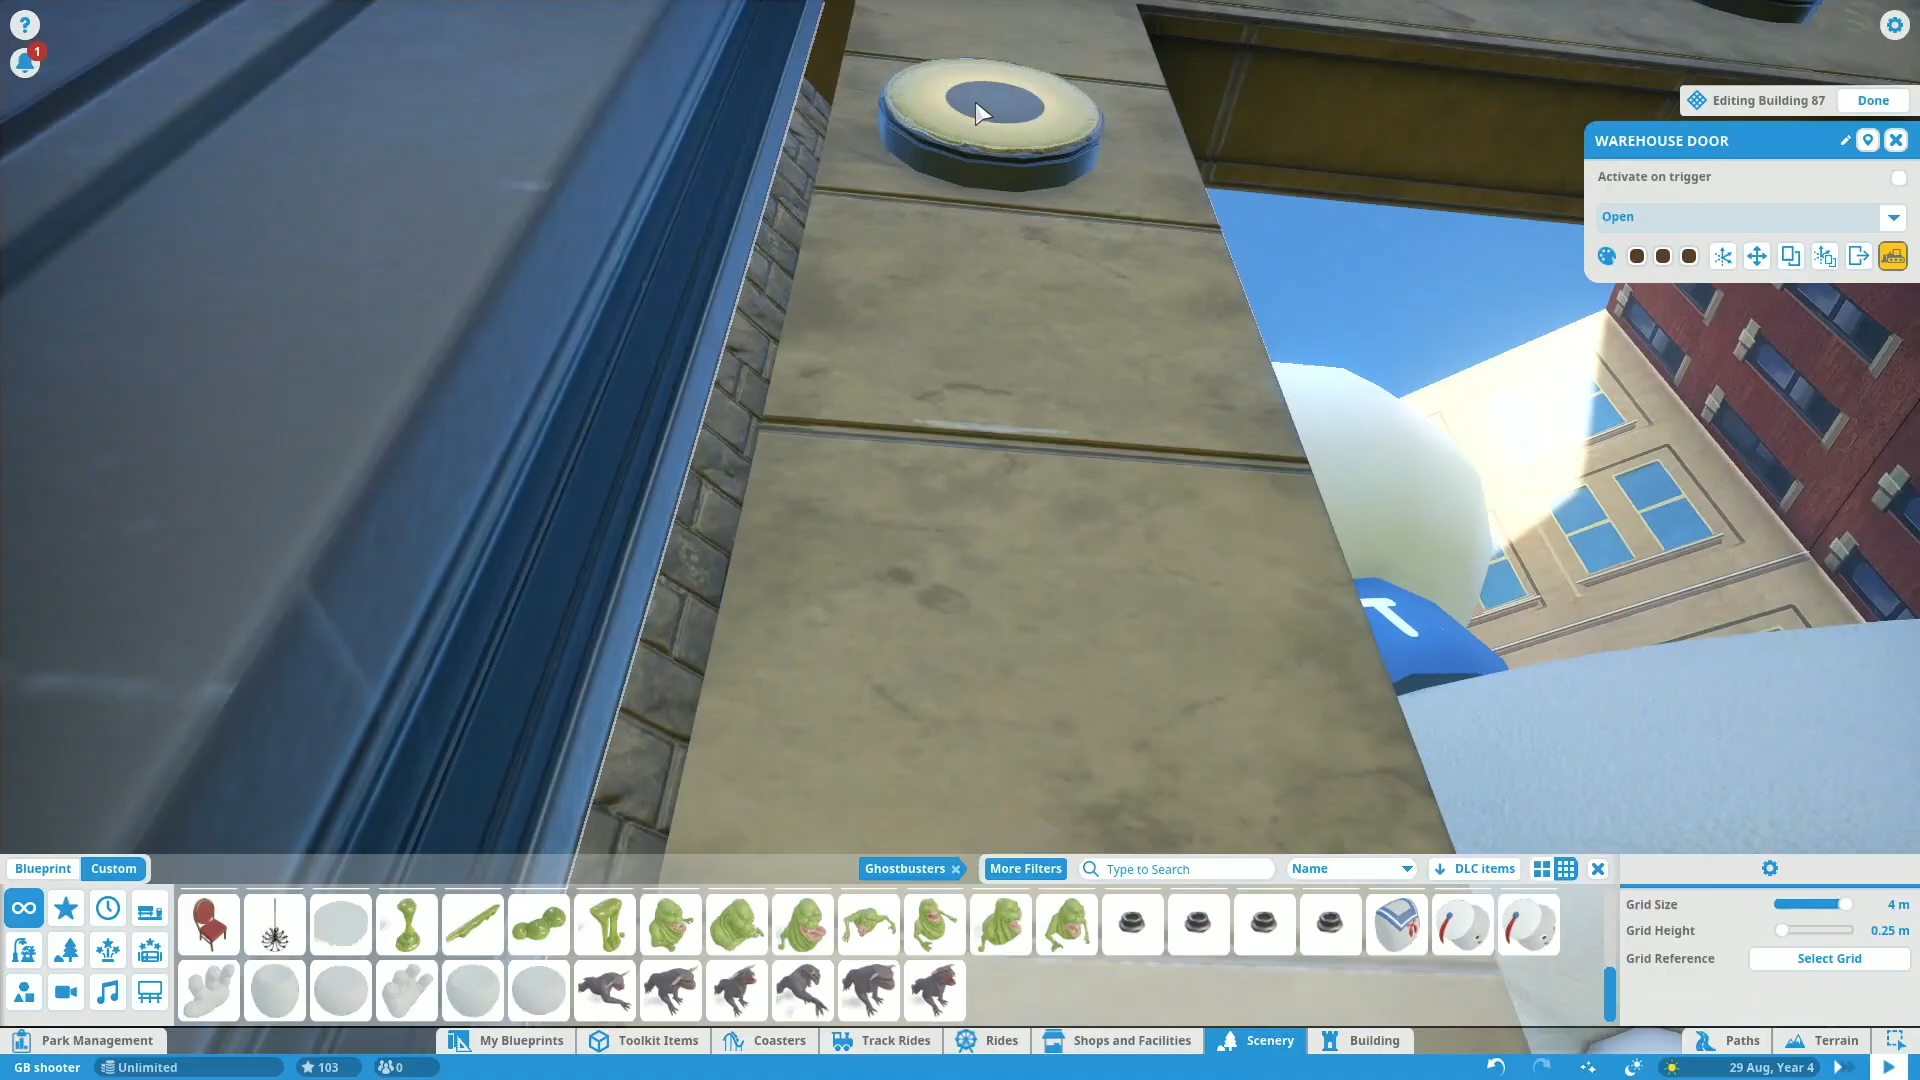 ?
1
Editing Building 87
Done
WAREHOUSE DOOR
Activate on trigger
Open
Blueprint
Custom
Ghostbusters
More Filters
Type to Search
Name
DLC items
Grid Size
4 m
Grid Height
0.25 m
Grid Reference
Select Grid
Park Management
My Blueprints
Toolkit Items
Coasters
Track Rides
Rides
Shops and Facilities
Scenery
Building
Paths
Terrain
GB shooter
Unlimited
103
0
29 Aug, Year 4